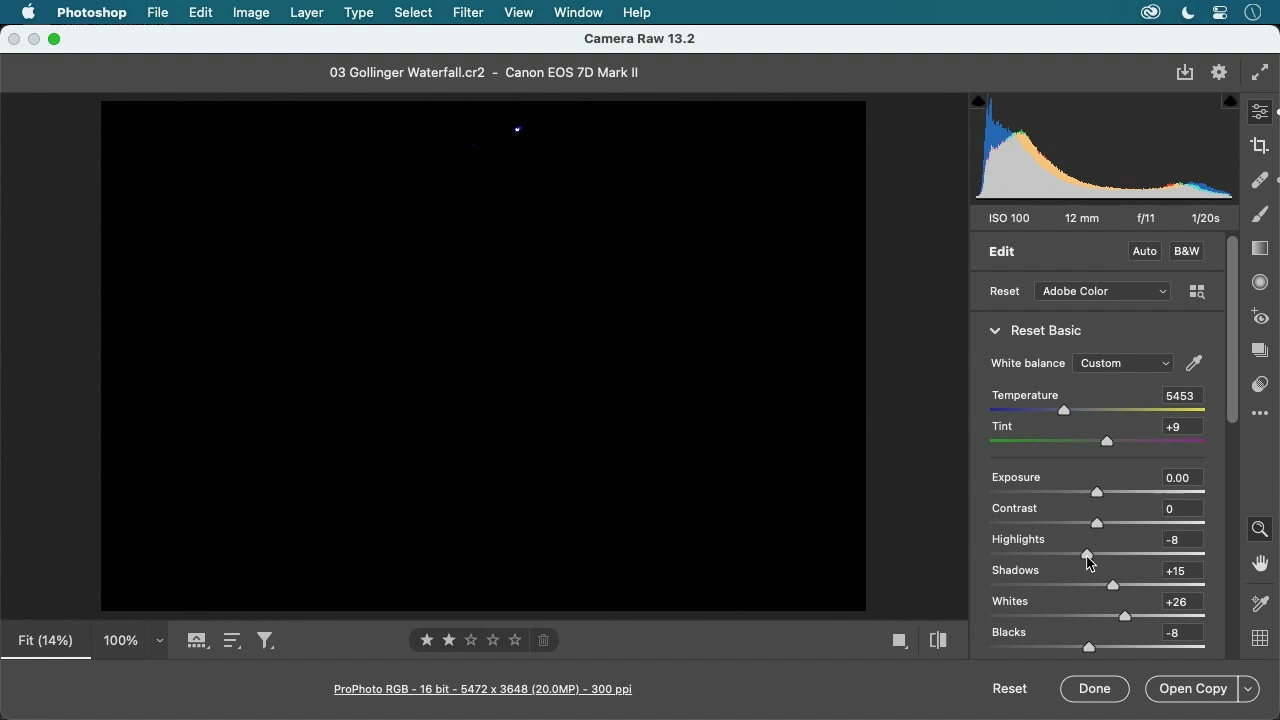 Photoshop File Edit Image Layer Type Select Filter View Window Help
Camera Raw 13.2
03 Gollinger Waterfall.cr2 - Canon EOS 7D Mark II
ISO 100 12 mm f/11 1/20s
Edit Auto B&W
Reset Adobe Color
Reset Basic
White balance Custom
Temperature 5453
Tint +9
Exposure 0.00
Contrast 0
Highlights -8
Shadows +15
Whites +26
Blacks -8
Fit (14%) 100%
ProPhoto RGB - 16 bit - 5472 x 3648 (20.0MP) - 300 ppi
Reset Done Open Copy